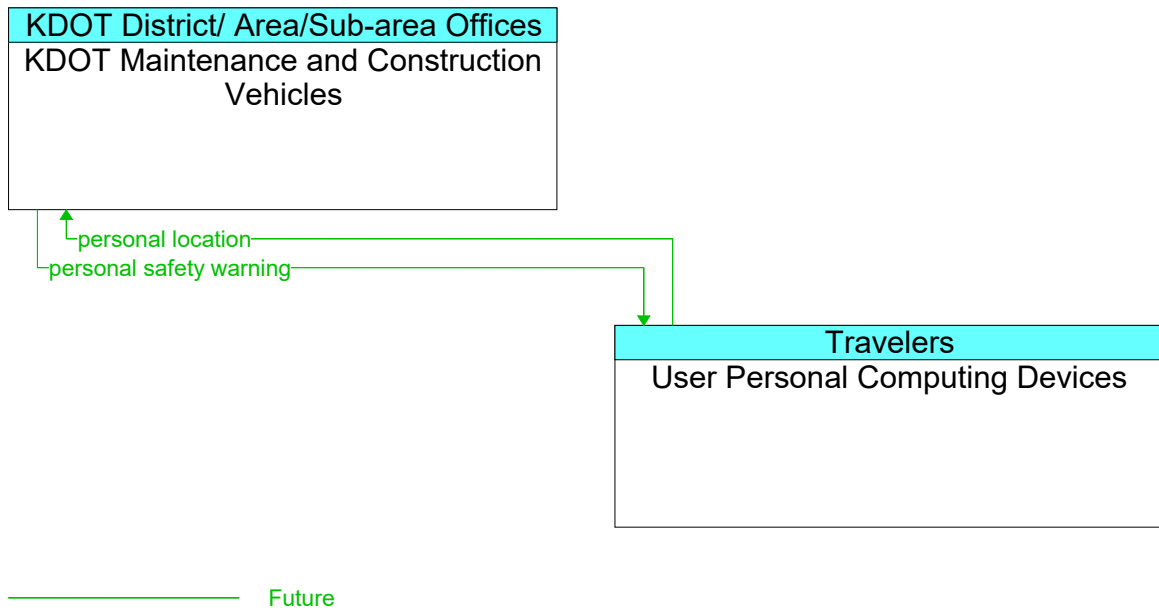 KDOT District/ Area/Sub-area Offices
KDOT Maintenance and Construction
Vehicles
personal location
personal safety warning
Travelers
User Personal Computing Devices
Future